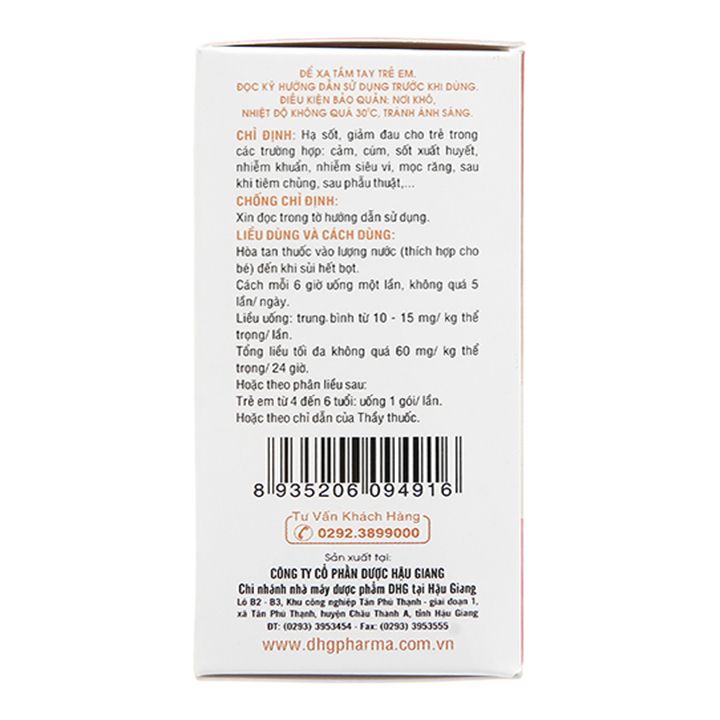 ĐỂ XA TẦM TAY TRẺ EM.
ĐỌC KỸ HƯỚNG DẪN SỬ DỤNG TRƯỚC KHI DÙNG.
ĐIỀU KIỆN BẢO QUẢN: NƠI KHÔ,
NHIỆT ĐỘ KHÔNG QUÁ 30°C, TRÁNH ÁNH SÁNG.
CHỈ ĐỊNH: Hạ sốt, giảm đau cho trẻ trong
các trường hợp: cảm, cúm, sốt xuất huyết,
nhiễm khuẩn, nhiễm siêu vi, mọc răng, sau
khi tiêm chủng, sau phẫu thuật,...
CHỐNG CHỈ ĐỊNH:
Xin đọc trong tờ hướng dẫn sử dụng.
LIỀU DÙNG VÀ CÁCH DÙNG:
Hòa tan thuốc vào lượng nước (thích hợp cho
bé) đến khi sủi hết bọt.
Cách mỗi 6 giờ uống một lần, không quá 5
lần/ ngày.
Liều uống: trung bình từ 10 - 15 mg/ kg thể
trọng/ lần.
Tổng liều tối đa không quá 60 mg/ kg thể
trọng/ 24 giờ.
Hoặc theo phân liều sau:
Trẻ em từ 4 đến 6 tuổi: uống 1 gói/ lần.
Hoặc theo chỉ dẫn của Thầy thuốc.
8 935206 094916
Tư Vấn Khách Hàng
0292.3899000
Sản xuất tại:
CÔNG TY CỔ PHẦN DƯỢC HẬU GIANG
Chi nhánh nhà máy dược phẩm DHG tại Hậu Giang
Lô B2 - B3, Khu công nghiệp Tân Phú Thạnh - giai đoạn 1,
xã Tân Phú Thạnh, huyện Châu Thành A, tỉnh Hậu Giang
ĐT: (0293) 3953454 - Fax: (0293) 3953555
www.dhgpharma.com.vn